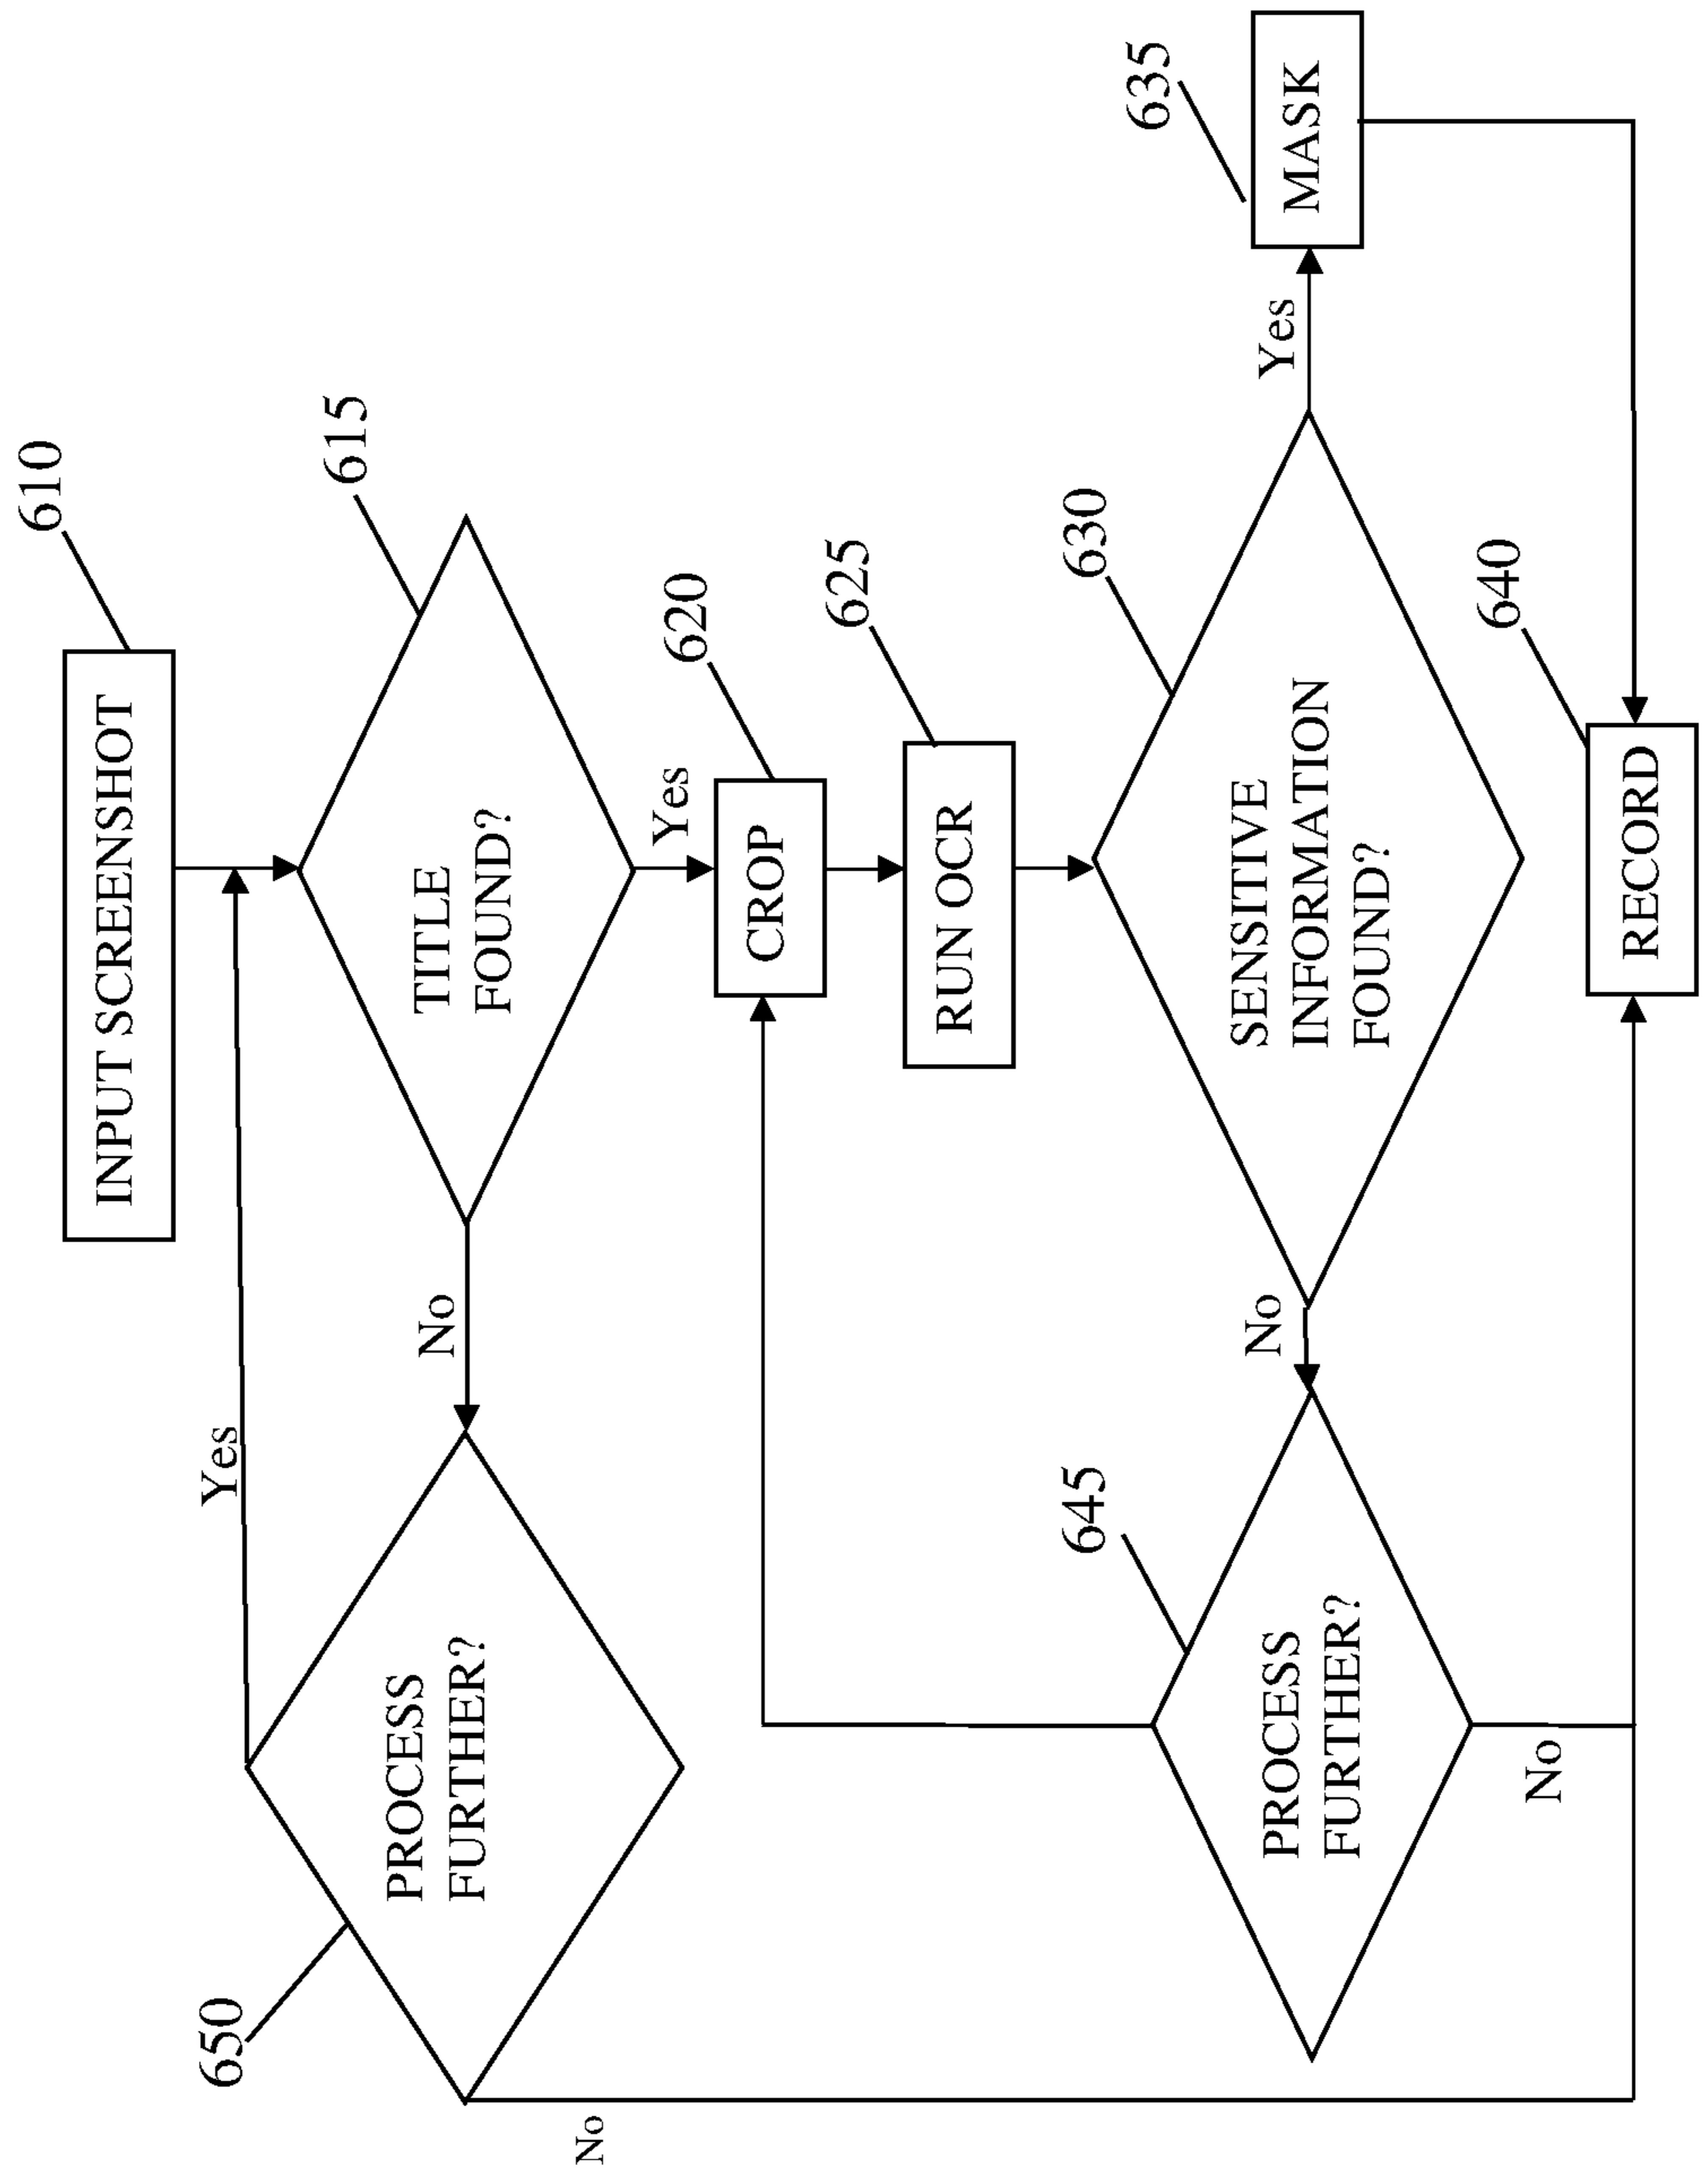 610
INPUT SCREENSHOT
Yes
615
TITLE
FOUND?
No
650
PROCESS
FURTHER?
No
Yes
620
CROP
625
RUN OCR
630
SENSITIVE
INFORMATION
FOUND?
Yes
635
MASK
No
645
PROCESS
FURTHER?
No
640
RECORD